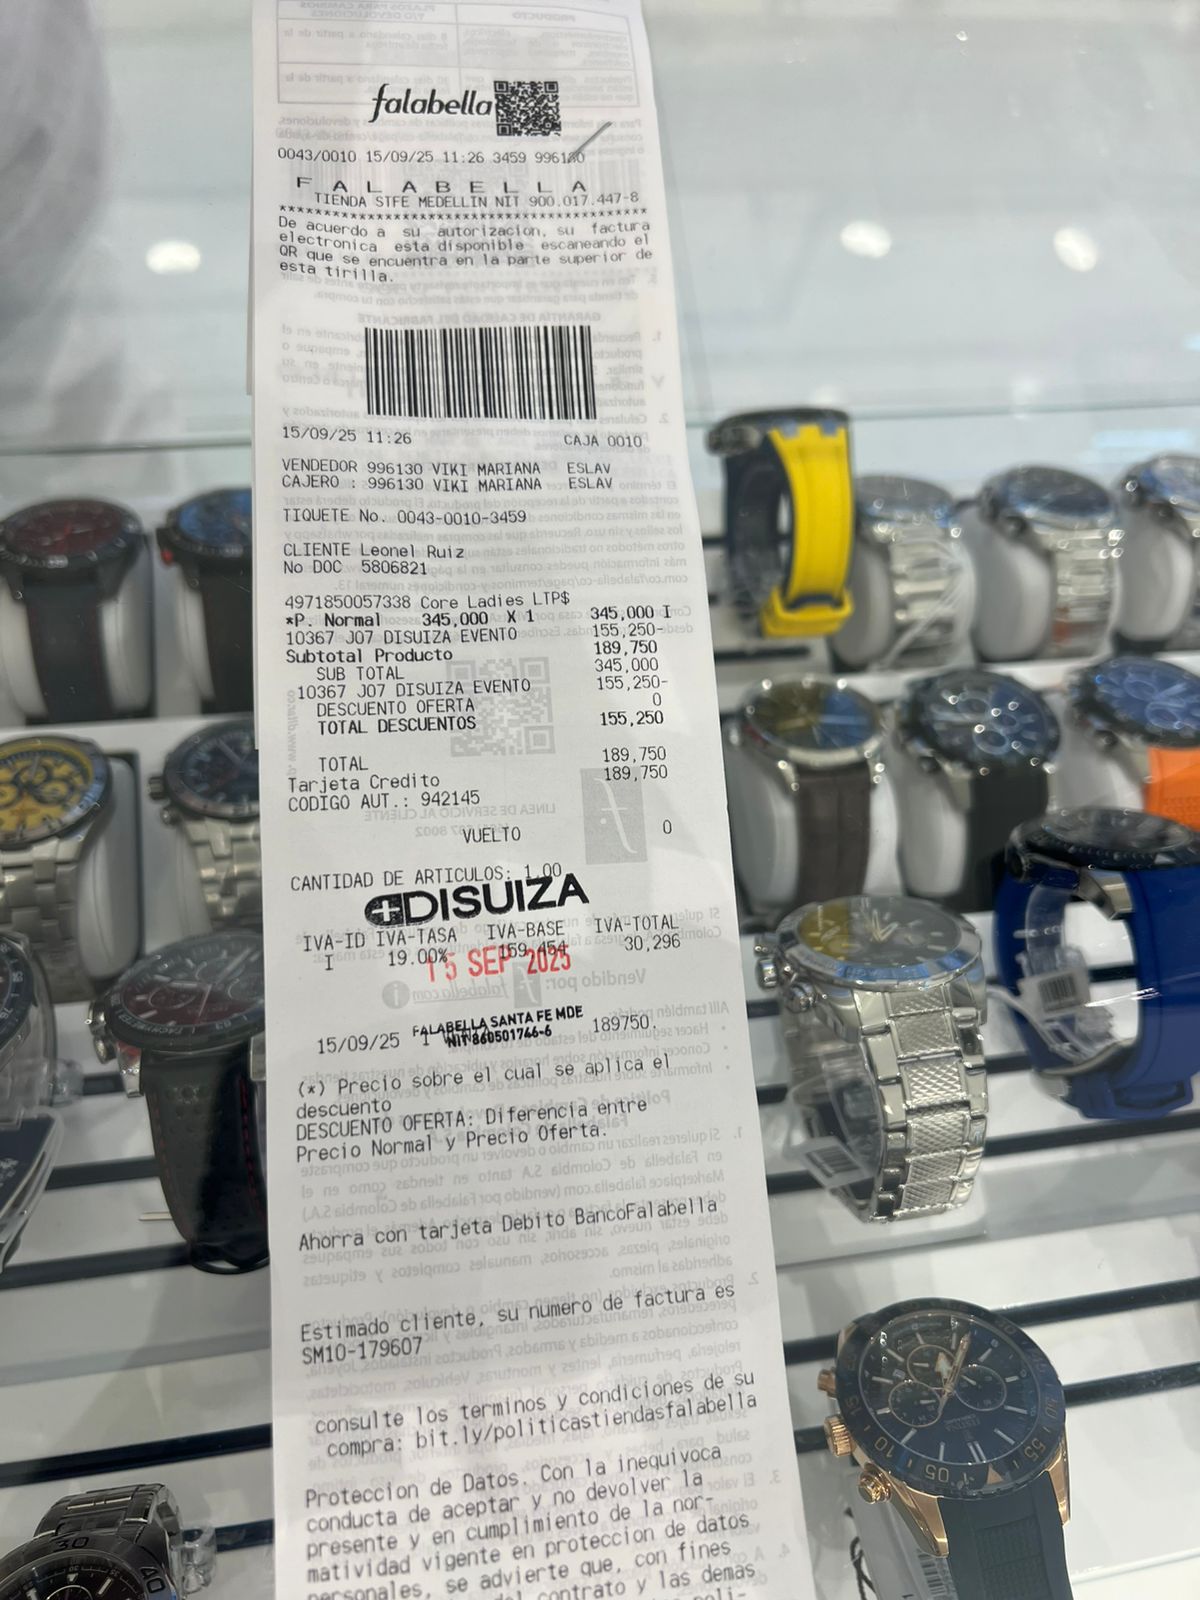 falabella
0043/0010 15/09/25 11:26 3459 996130
F A L A B E L L A
TIENDA STFE MEDELLIN NIT 900.017.447-8
****************************************
De acuerdo a su autorizacion, su factura
electronica esta disponible escaneando el
QR que se encuentra en la parte superior de
esta tirilla.
15/09/25 11:26 CAJA 0010
VENDEDOR 996130 VIKI MARIANA ESLAV
CAJERO : 996130 VIKI MARIANA ESLAV
TIQUETE No. 0043-0010-3459
CLIENTE Leonel Ruiz
No DOC 5806821
4971850057338 Core Ladies LTP$
*P. Normal 345,000 X 1 345,000 I
10367 J07 DISUIZA EVENTO 155,250-
Subtotal Producto 189,750
SUB TOTAL 345,000
10367 J07 DISUIZA EVENTO 155,250-
DESCUENTO OFERTA 0
TOTAL DESCUENTOS 155,250
TOTAL 189,750
Tarjeta Credito 189,750
CODIGO AUT.: 942145
VUELTO 0
CANTIDAD DE ARTICULOS: 1.00
DISUIZA
IVA-ID IVA-TASA IVA-BASE IVA-TOTAL
I 19.00% 159,454 30,296
15 SEP 2025
FALABELLA SANTA FE MDE
NIT 860501746-6
15/09/25 1 189750.
(*) Precio sobre el cual se aplica el
descuento
DESCUENTO OFERTA: Diferencia entre
Precio Normal y Precio Oferta.
Ahorra con tarjeta Debito BancoFalabella
Estimado cliente, su numero de factura es
SM10-179607
consulte los terminos y condiciones de su
compra: bit.ly/politicastiendasfalabella
Proteccion de Datos. Con la inequivoca
conducta de aceptar y no devolver la
presente y en cumplimiento de la nor-
matividad vigente en proteccion de datos
personales, se advierte que, con fines
del contrato y las demas